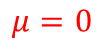 μ = 0